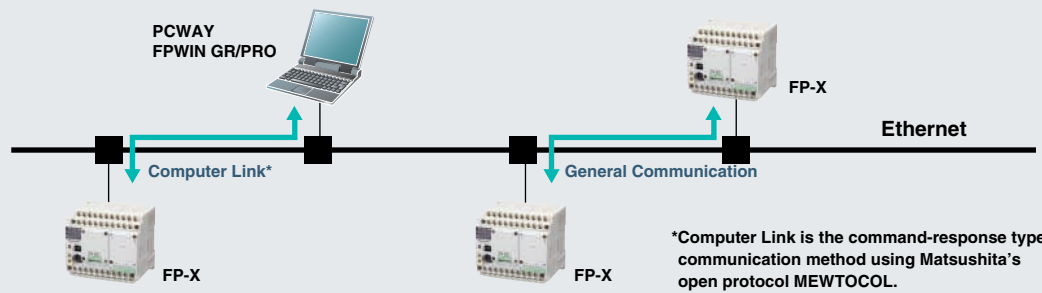 PCWAY
FPWIN GR/PRO
FP-X
Ethernet
Computer Link*
General Communication
FP-X
FP-X
*Computer Link is the command-response type
communication method using Matsushita's
open protocol MEWTOCOL.